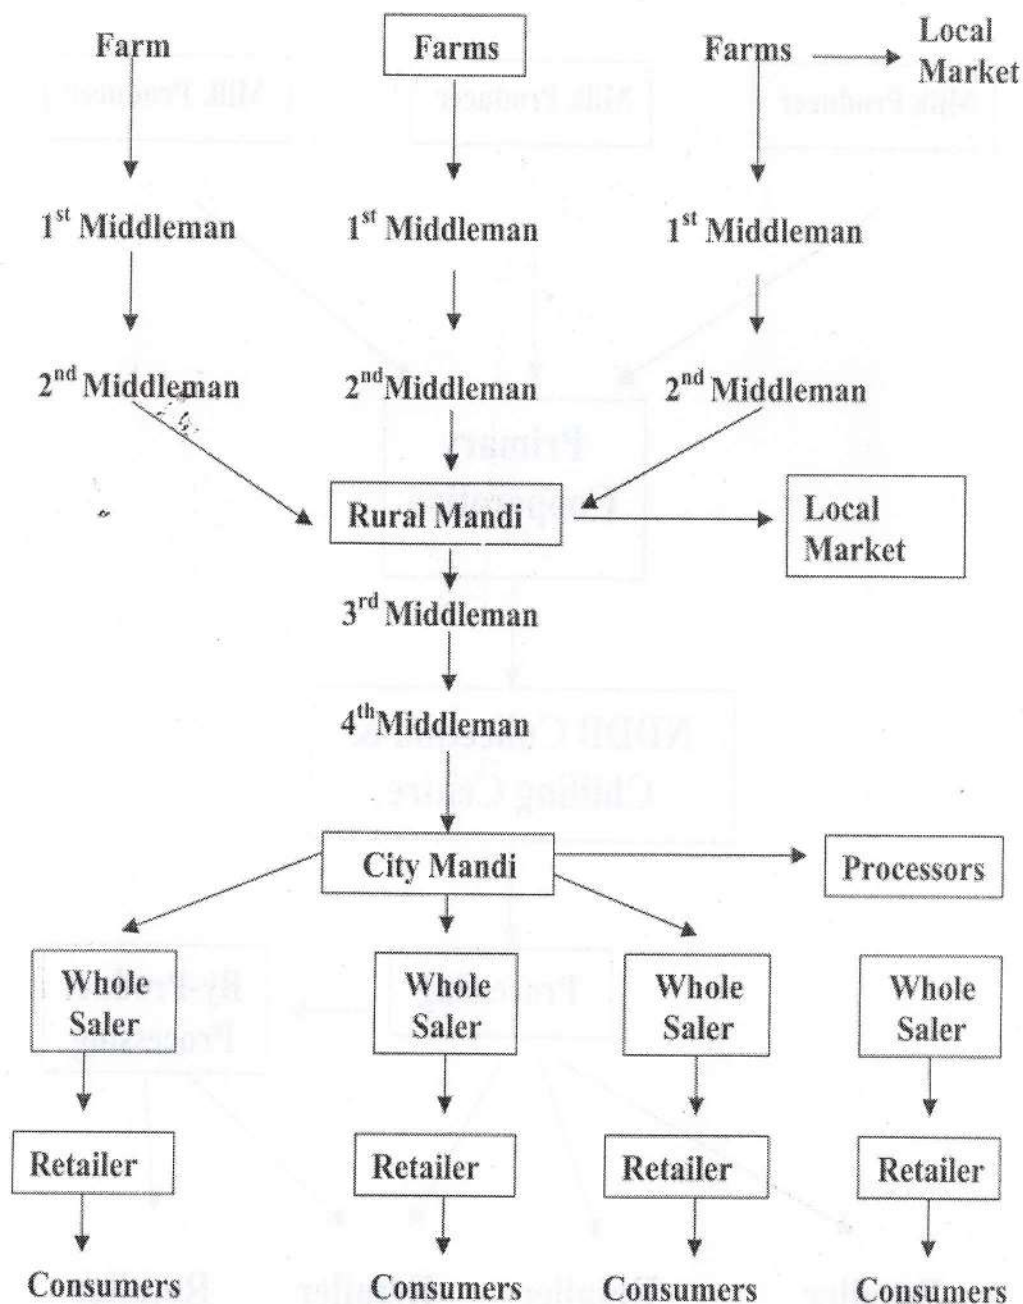 Farm
Farms
Farms
Local
Market
1st Middleman
1st Middleman
1st Middleman
2nd Middleman
2nd Middleman
2nd Middleman
Rural Mandi
Local
Market
3rd Middleman
4th Middleman
City Mandi
Processors
Whole
Saler
Whole
Saler
Whole
Saler
Whole
Saler
Retailer
Retailer
Retailer
Retailer
Consumers
Consumers
Consumers
Consumers